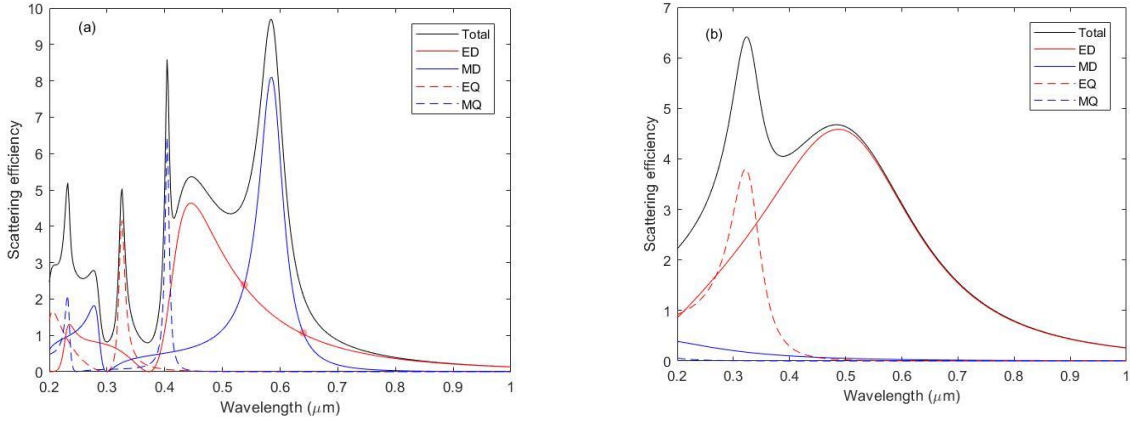 (a)
Total
ED
MD
EQ
MQ
Scattering efficiency
10
9
8
7
6
5
4
3
2
1
0
0.2 0.3 0.4 0.5 0.6 0.7 0.8 0.9 1
Wavelength (μm)
(b)
Total
ED
MD
EQ
MQ
Scattering efficiency
7
6
5
4
3
2
1
0
0.2 0.3 0.4 0.5 0.6 0.7 0.8 0.9 1
Wavelength (μm)